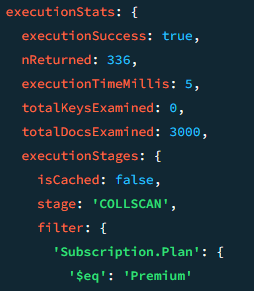 executionStats: {
executionSuccess: true,
nReturned: 336,
executionTimeMillis: 5,
totalKeysExamined: 0,
totalDocsExamined: 3000,
executionStages: {
isCached: false,
stage: 'COLLSCAN',
filter: {
'Subscription.Plan': {
'$eq': 'Premium'